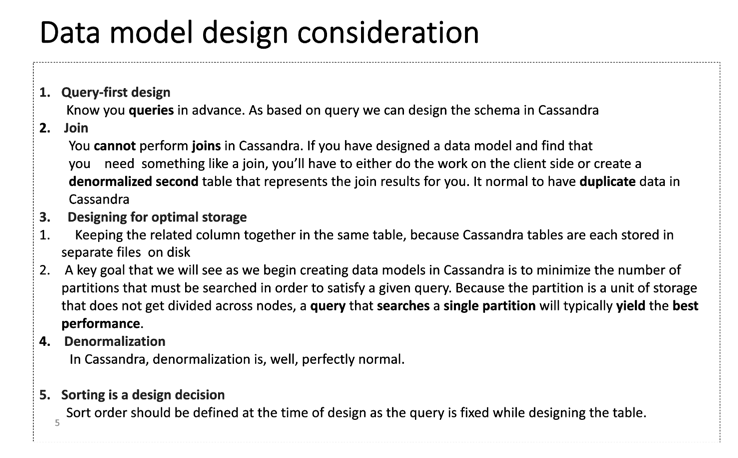 Data model design consideration
1. Query-first design
Know you queries in advance. As based on query we can design the schema in Cassandra
2. Join
You cannot perform joins in Cassandra. If you have designed a data model and find that
you need something like a join, you’ll have to either do the work on the client side or create a
denormalized second table that represents the join results for you. It normal to have duplicate data in
Cassandra
3. Designing for optimal storage
1. Keeping the related column together in the same table, because Cassandra tables are each stored in
separate files on disk
2. A key goal that we will see as we begin creating data models in Cassandra is to minimize the number of
partitions that must be searched in order to satisfy a given query. Because the partition is a unit of storage
that does not get divided across nodes, a query that searches a single partition will typically yield the best
performance.
4. Denormalization
In Cassandra, denormalization is, well, perfectly normal.
5. Sorting is a design decision
Sort order should be defined at the time of design as the query is fixed while designing the table.
5